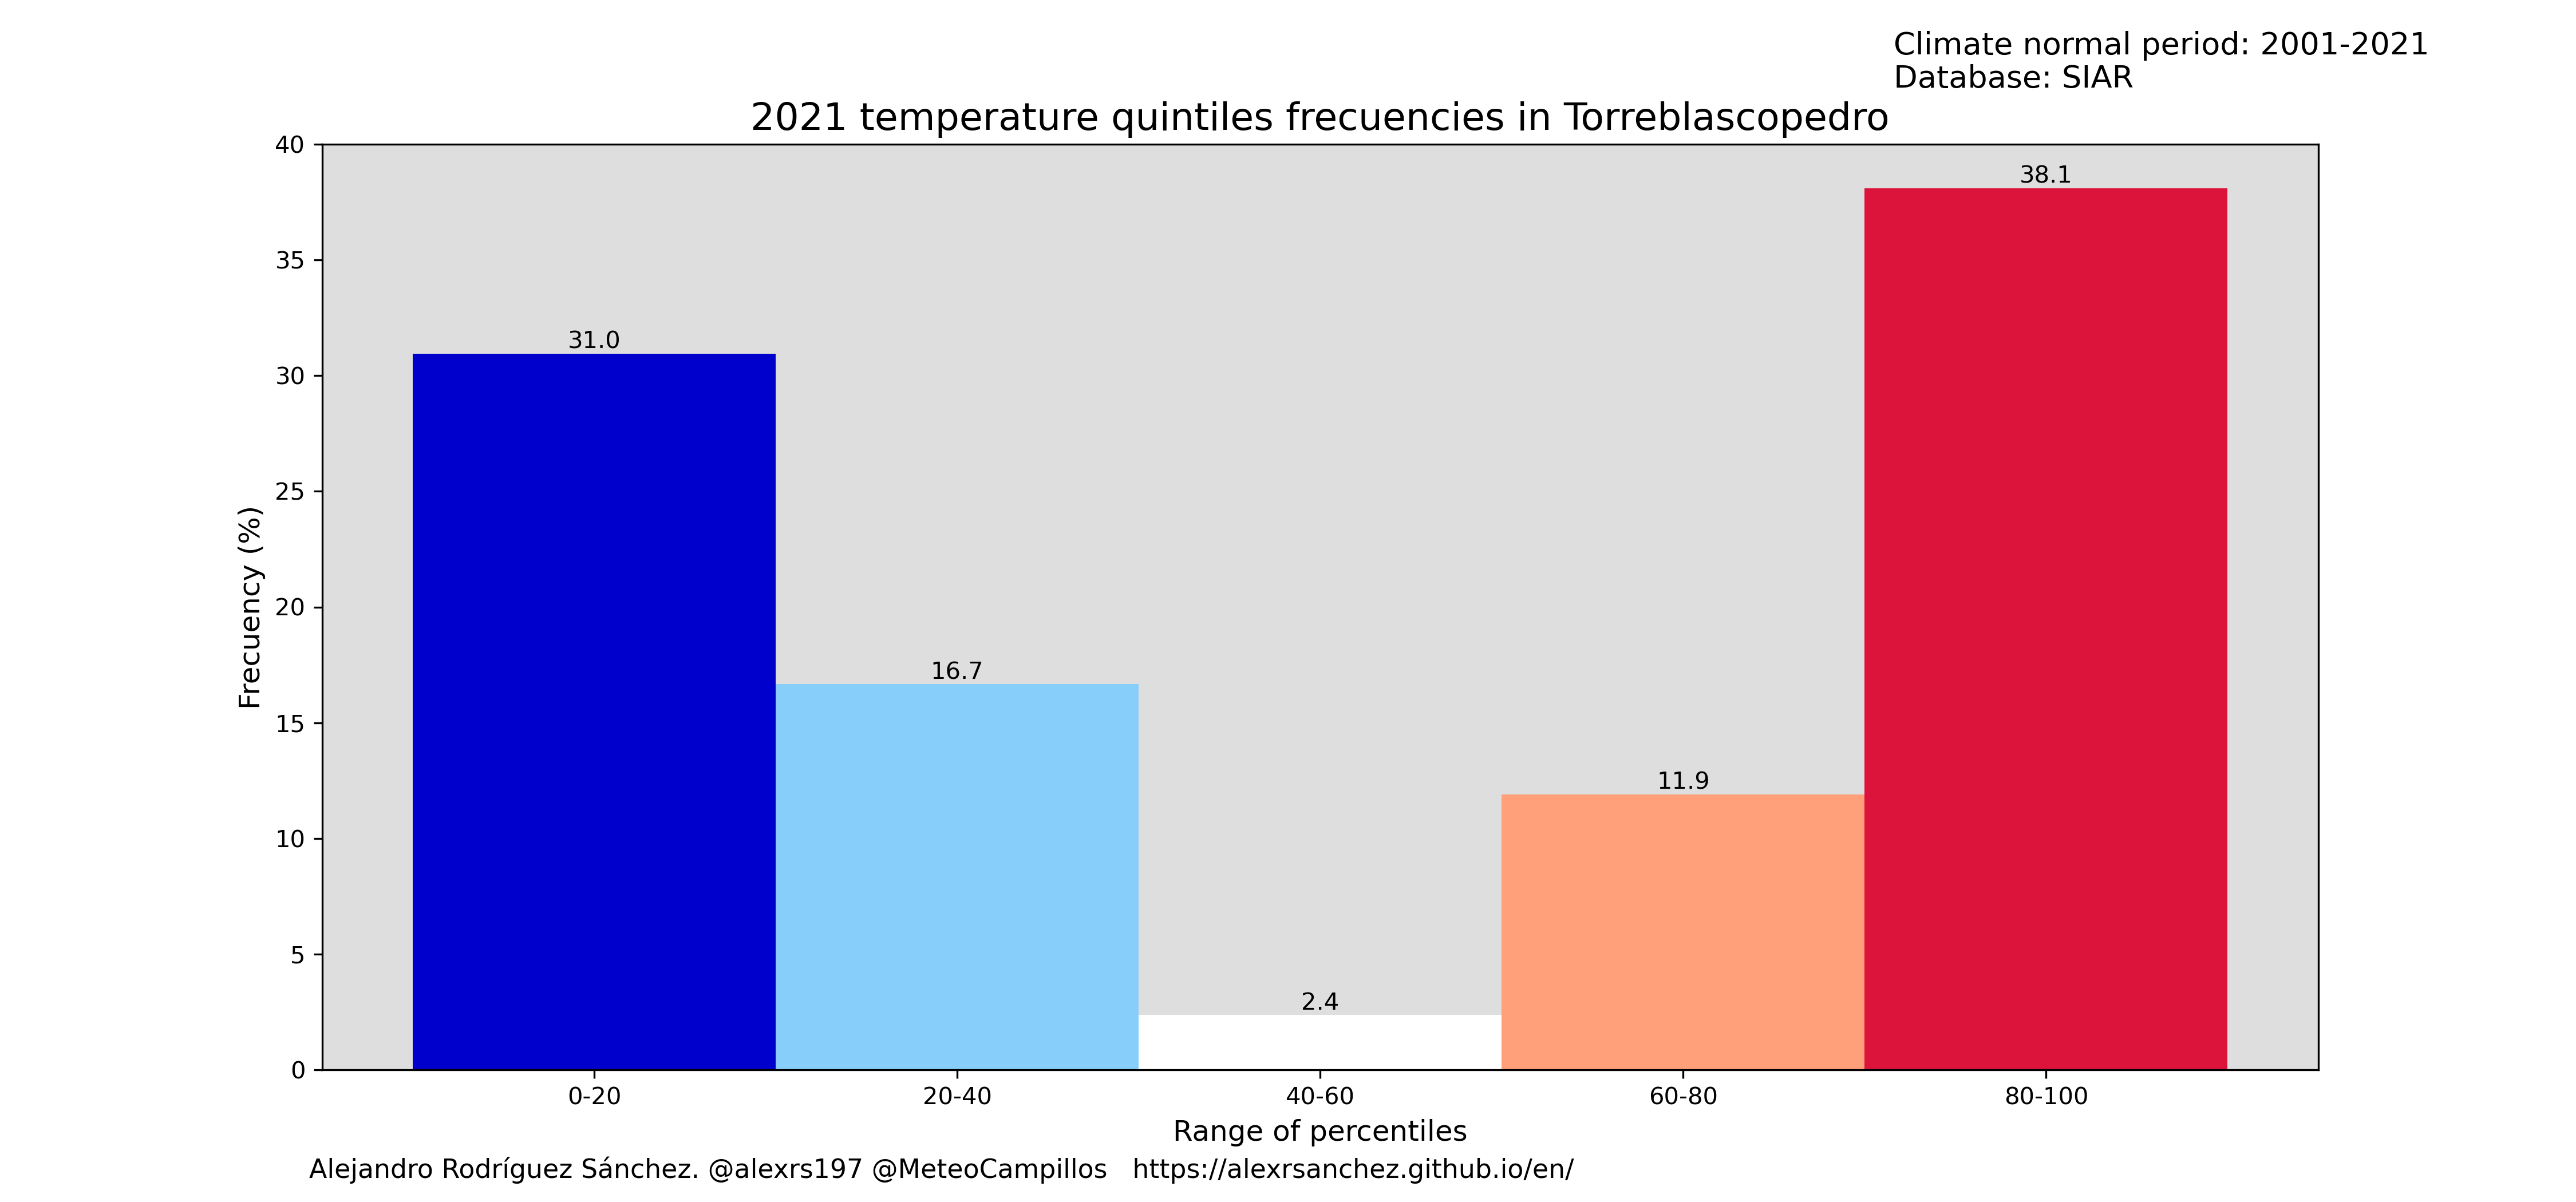 Climate normal period: 2001-2021
Database: SIAR
2021 temperature quintiles frecuencies in Torreblascopedro
40
35
30
25
20
15
10
5
0
Frecuency (%)
31.0
16.7
2.4
11.9
38.1
0-20 20-40 40-60 60-80 80-100
Range of percentiles
Alejandro Rodríguez Sánchez. @alexrs197 @MeteoCampillos https://alexrsanchez.github.io/en/